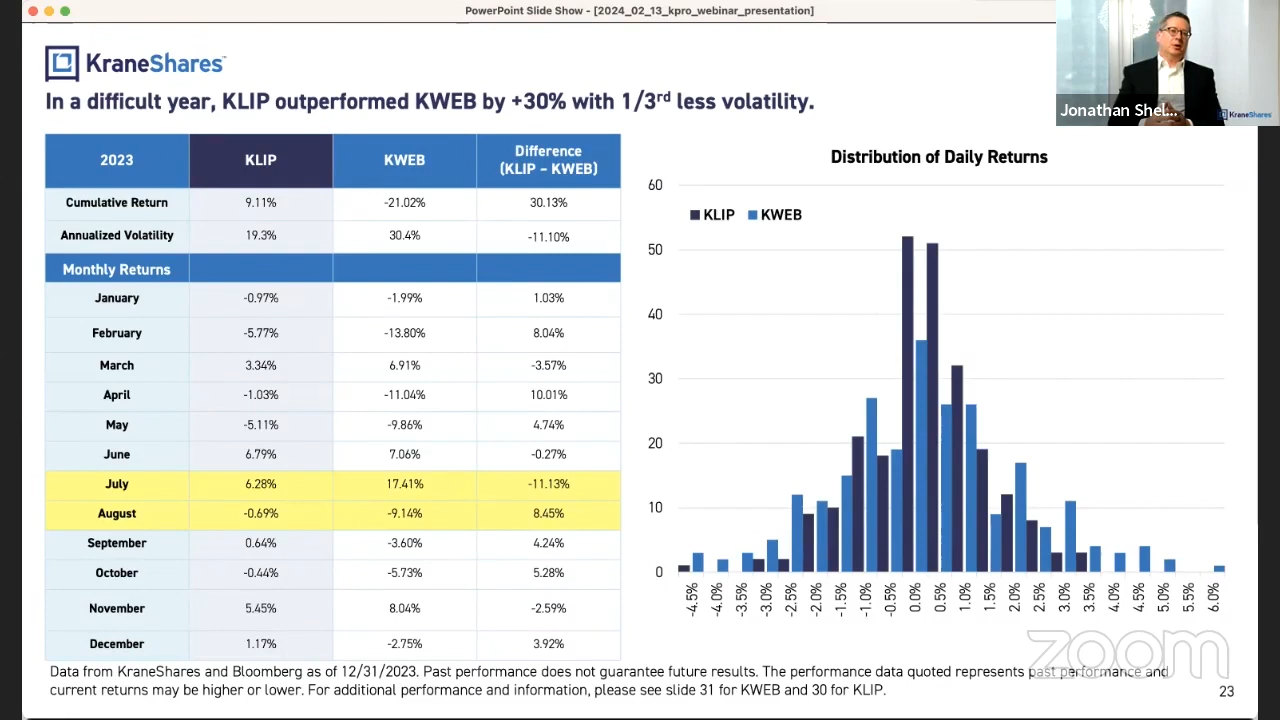 PowerPoint Slide Show - [2024_02_13_kpro_webinar_presentation]
KraneShares™
In a difficult year, KLIP outperformed KWEB by +30% with 1/3rd less volatility.
Jonathan Shel...
KraneShares
2023 KLIP KWEB Difference (KLIP – KWEB)
Cumulative Return 9.11% -21.02% 30.13%
Annualized Volatility 19.3% 30.4% -11.10%
Monthly Returns
January -0.97% -1.99% 1.03%
February -5.77% -13.80% 8.04%
March 3.34% 6.91% -3.57%
April -1.03% -11.04% 10.01%
May -5.11% -9.86% 4.74%
June 6.79% 7.06% -0.27%
July 6.28% 17.41% -11.13%
August -0.69% -9.14% 8.45%
September 0.64% -3.60% 4.24%
October -0.44% -5.73% 5.28%
November 5.45% 8.04% -2.59%
December 1.17% -2.75% 3.92%
Distribution of Daily Returns
KLIP KWEB
60
50
40
30
20
10
0
-4.5% -4.0% -3.5% -3.0% -2.5% -2.0% -1.5% -1.0% -0.5% 0.0% 0.5% 1.0% 1.5% 2.0% 2.5% 3.0% 3.5% 4.0% 4.5% 5.0% 5.5% 6.0%
zoom
Data from KraneShares and Bloomberg as of 12/31/2023. Past performance does not guarantee future results. The performance data quoted represents past performance and
current returns may be higher or lower. For additional performance and information, please see slide 31 for KWEB and 30 for KLIP.
23